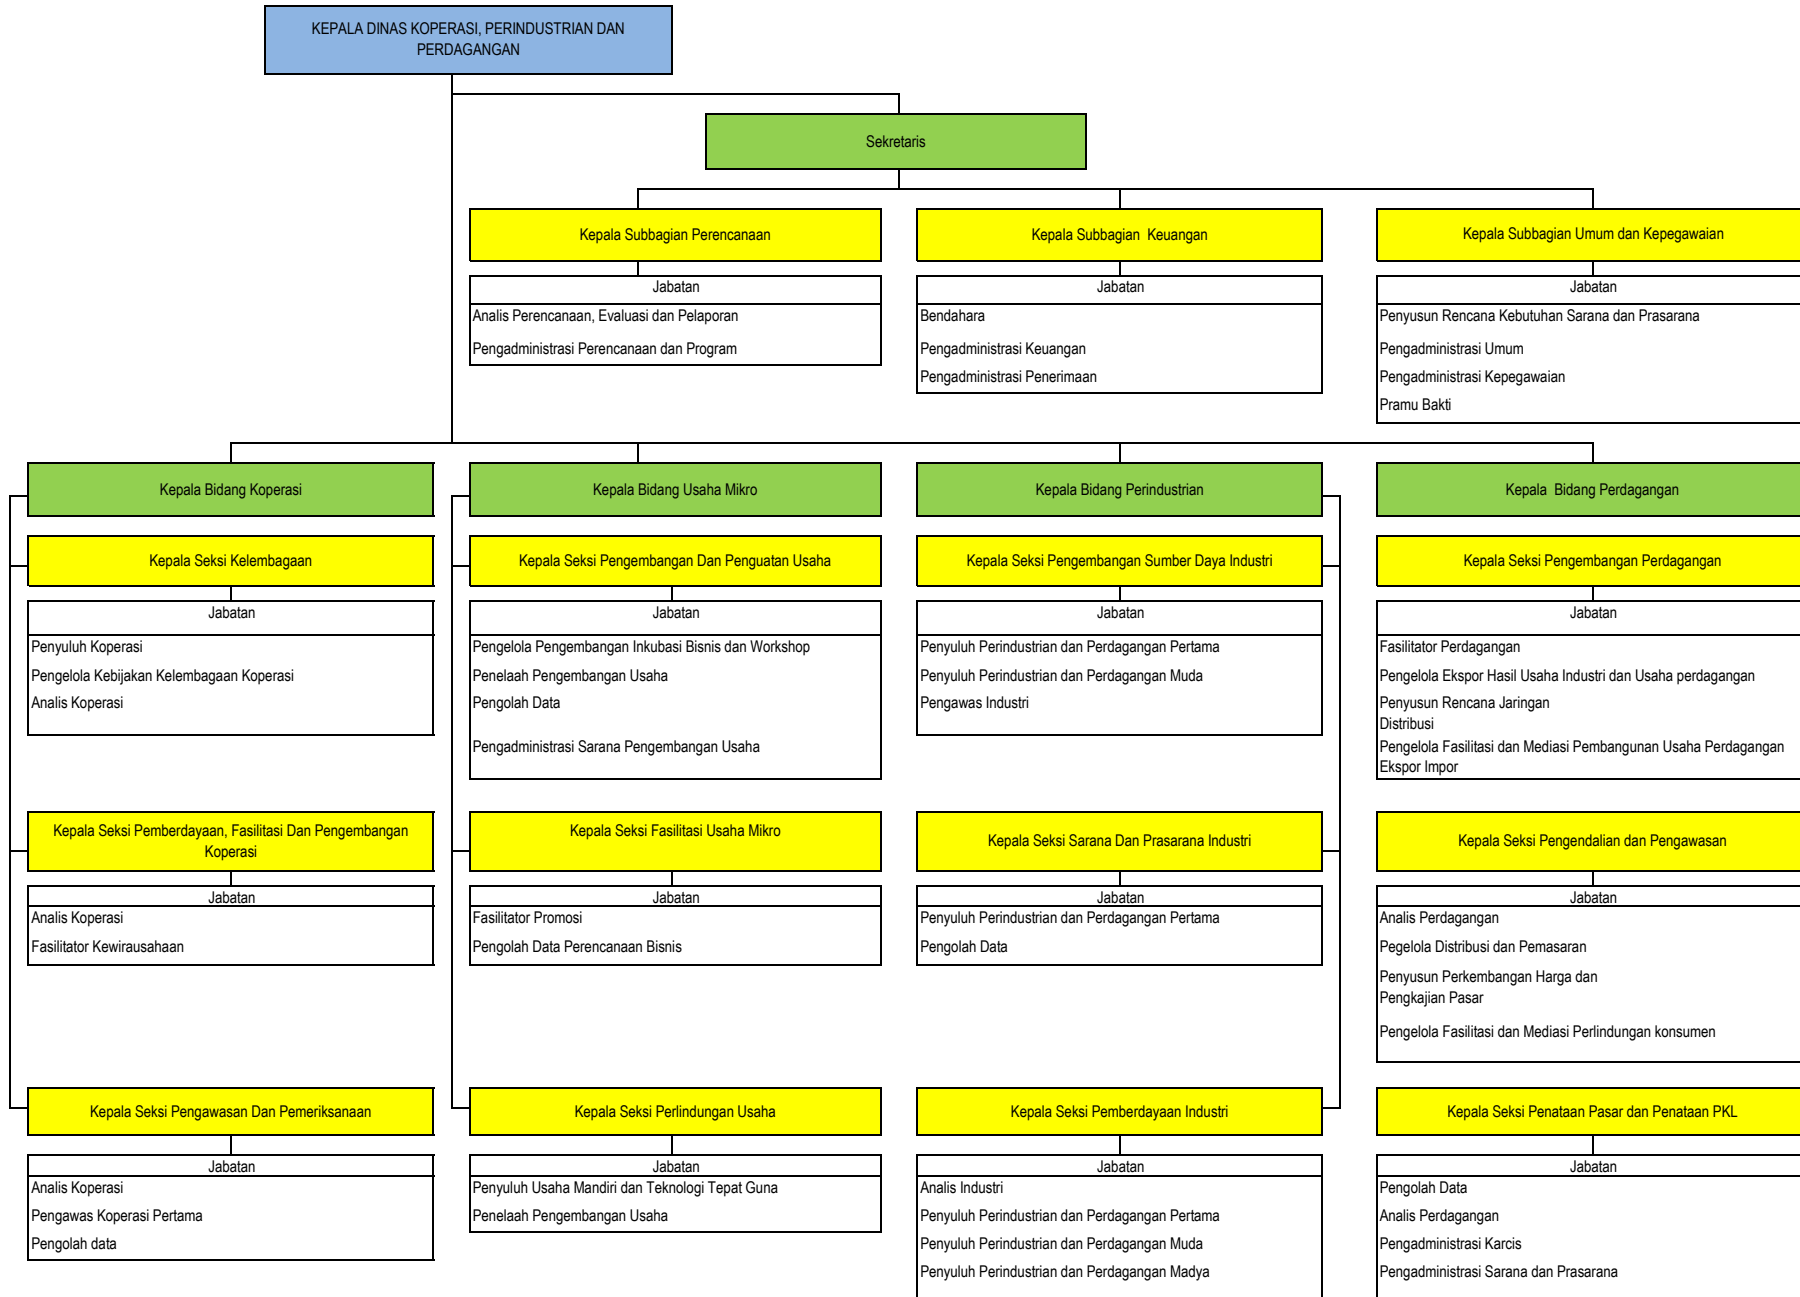 KEPALA DINAS KOPERASI, PERINDUSTRIAN DAN
PERDAGANGAN
Sekretaris
Kepala Subbagian Perencanaan
Jabatan
Analis Perencanaan, Evaluasi dan Pelaporan
Pengadministrasi Perencanaan dan Program
Kepala Subbagian  Keuangan
Jabatan
Bendahara
Pengadministrasi Keuangan
Pengadministrasi Penerimaan
Kepala Subbagian Umum dan Kepegawaian
Jabatan
Penyusun Rencana Kebutuhan Sarana dan Prasarana
Pengadministrasi Umum
Pengadministrasi Kepegawaian
Pramu Bakti
Kepala Bidang Koperasi
Kepala Seksi Kelembagaan
Jabatan
Penyuluh Koperasi
Pengelola Kebijakan Kelembagaan Koperasi
Analis Koperasi
Kepala Seksi Pemberdayaan, Fasilitasi Dan Pengembangan
Koperasi
Jabatan
Analis Koperasi
Fasilitator Kewirausahaan
Kepala Seksi Pengawasan Dan Pemeriksanaan
Jabatan
Analis Koperasi
Pengawas Koperasi Pertama
Pengolah data
Kepala Bidang Usaha Mikro
Kepala Seksi Pengembangan Dan Penguatan Usaha
Jabatan
Pengelola Pengembangan Inkubasi Bisnis dan Workshop
Penelaah Pengembangan Usaha
Pengolah Data
Pengadministrasi Sarana Pengembangan Usaha
Kepala Seksi Fasilitasi Usaha Mikro
Jabatan
Fasilitator Promosi
Pengolah Data Perencanaan Bisnis
Kepala Seksi Perlindungan Usaha
Jabatan
Penyuluh Usaha Mandiri dan Teknologi Tepat Guna
Penelaah Pengembangan Usaha
Kepala Bidang Perindustrian
Kepala Seksi Pengembangan Sumber Daya Industri
Jabatan
Penyuluh Perindustrian dan Perdagangan Pertama
Penyuluh Perindustrian dan Perdagangan Muda
Pengawas Industri
Kepala Seksi Sarana Dan Prasarana Industri
Jabatan
Penyuluh Perindustrian dan Perdagangan Pertama
Pengolah Data
Kepala Seksi Pemberdayaan Industri
Jabatan
Analis Industri
Penyuluh Perindustrian dan Perdagangan Pertama
Penyuluh Perindustrian dan Perdagangan Muda
Penyuluh Perindustrian dan Perdagangan Madya
Kepala  Bidang Perdagangan
Kepala Seksi Pengembangan Perdagangan
Jabatan
Fasilitator Perdagangan
Pengelola Ekspor Hasil Usaha Industri dan Usaha perdagangan
Penyusun Rencana Jaringan
Distribusi
Pengelola Fasilitasi dan Mediasi Pembangunan Usaha Perdagangan
Ekspor Impor
Kepala Seksi Pengendalian dan Pengawasan
Jabatan
Analis Perdagangan
Pegelola Distribusi dan Pemasaran
Penyusun Perkembangan Harga dan
Pengkajian Pasar
Pengelola Fasilitasi dan Mediasi Perlindungan konsumen
Kepala Seksi Penataan Pasar dan Penataan PKL
Jabatan
Pengolah Data
Analis Perdagangan
Pengadministrasi Karcis
Pengadministrasi Sarana dan Prasarana